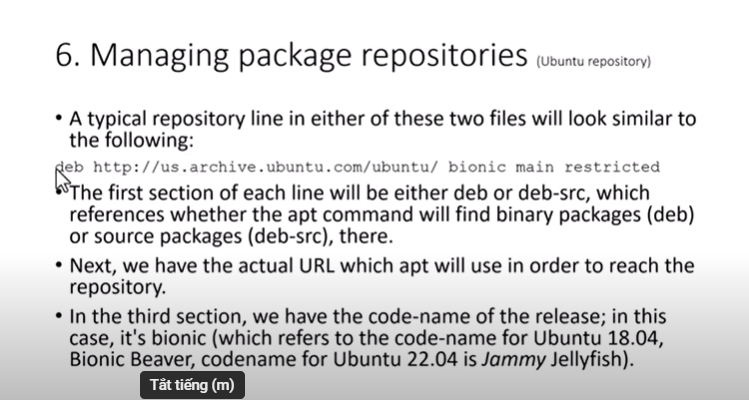 6. Managing package repositories (Ubuntu repository)
• A typical repository line in either of these two files will look similar to
the following:
deb http://us.archive.ubuntu.com/ubuntu/ bionic main restricted
• The first section of each line will be either deb or deb-src, which
references whether the apt command will find binary packages (deb)
or source packages (deb-src), there.
• Next, we have the actual URL which apt will use in order to reach the
repository.
• In the third section, we have the code-name of the release; in this
case, it's bionic (which refers to the code-name for Ubuntu 18.04,
Bionic Beaver, codename for Ubuntu 22.04 is Jammy Jellyfish).
Tắt tiếng (m)